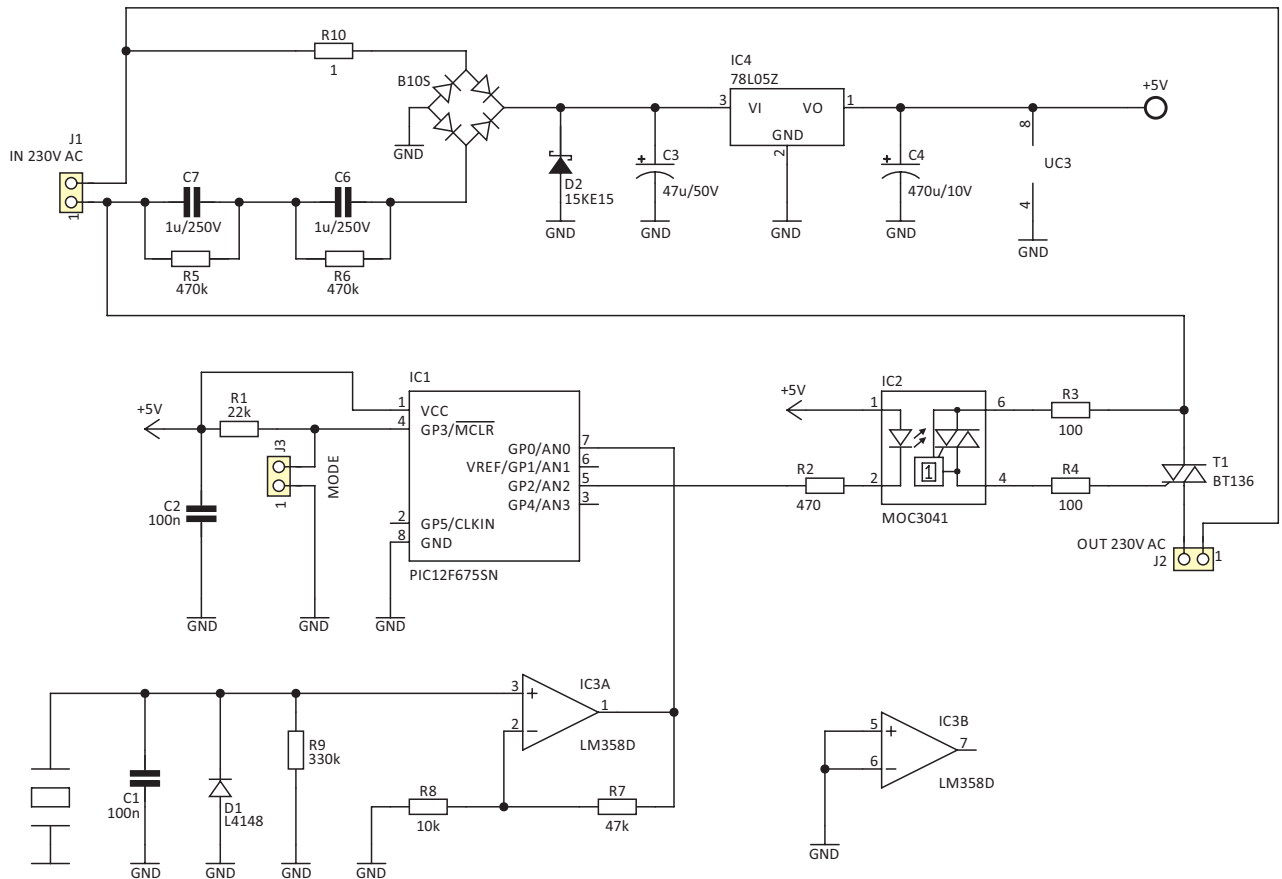 R10
1
B10S
GND
J1
IN 230V AC
1
C7
1u/250V
R5
470k
C6
1u/250V
R6
470k
D2
15KE15
GND
C3
47u/50V
GND
IC4
78L05Z
3
VI
VO
1
GND
2
GND
C4
470u/10V
GND
8
UC3
4
GND
+5V
+5V
R1
22k
C2
100n
GND
J3
1
MODE
GND
IC1
1
VCC
4
GP3/MCLR
GP0/AN0
7
VREF/GP1/AN1
6
GP2/AN2
5
GP4/AN3
3
2
GP5/CLKIN
8
GND
PIC12F675SN
GND
+5V
R2
470
IC2
1
2
1
6
4
MOC3041
R3
100
R4
100
T1
BT136
OUT 230V AC
J2
1
C1
100n
GND
D1
L4148
GND
R9
330k
GND
3
+
2
−
IC3A
1
LM358D
R8
10k
GND
R7
47k
5
+
6
−
IC3B
7
LM358D
GND